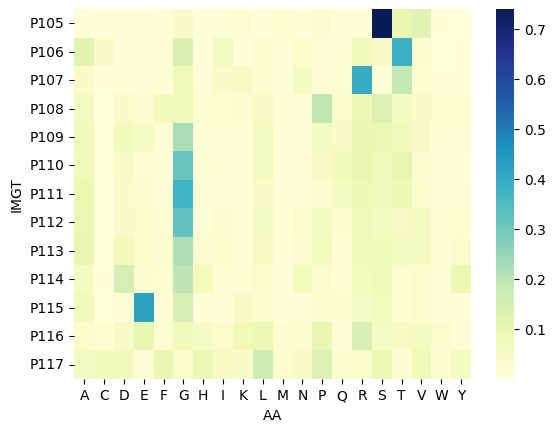 P105
P106
P107
P108
P109
P110
P111
P112
P113
P114
P115
P116
P117
IMGT
A C D E F G H I K L M N P Q R S T V W Y
AA
0.7
0.6
0.5
0.4
0.3
0.2
0.1